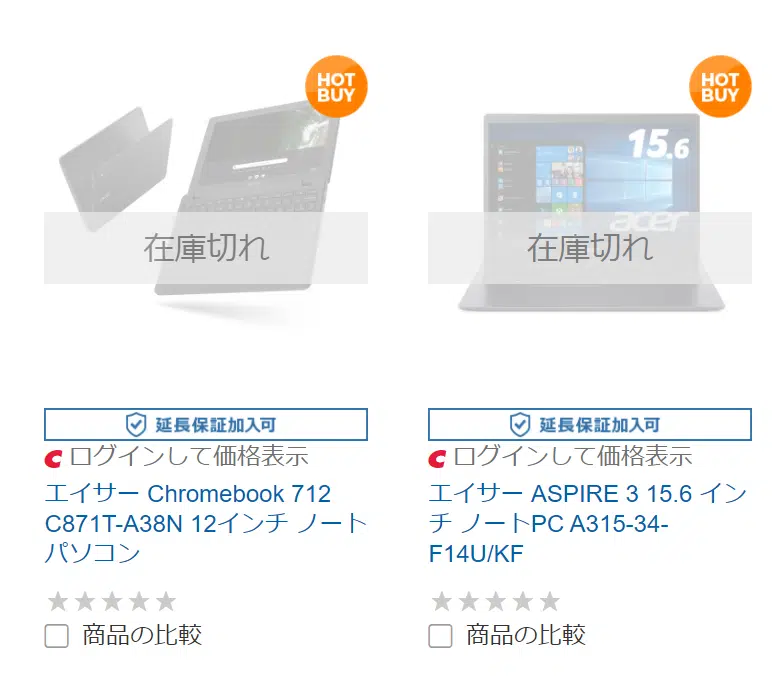 HOT
BUY
在庫切れ
延長保証加入可
ログインして価格表示
エイサー Chromebook 712
C871T-A38N 12インチ ノート
パソコン
商品の比較
HOT
BUY
15.6
acer
在庫切れ
延長保証加入可
ログインして価格表示
エイサー ASPIRE 3 15.6 イン
チ ノートPC A315-34-
F14U/KF
商品の比較